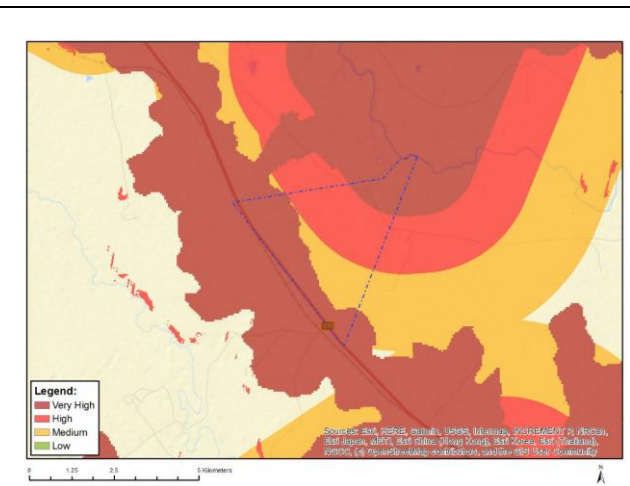 Legend:
Very High
High
Medium
Low
Sources: Esri, HERE, Garmin, USGS, Intermap, INCREMENT P, NRCan,
Esri Japan, METI, Esri China (Hong Kong), Esri Korea, Esri (Thailand),
NGCC, (c) OpenStreetMap contributors, and the GIS User Community
0 1.25 2.5 5 Kilometers
N